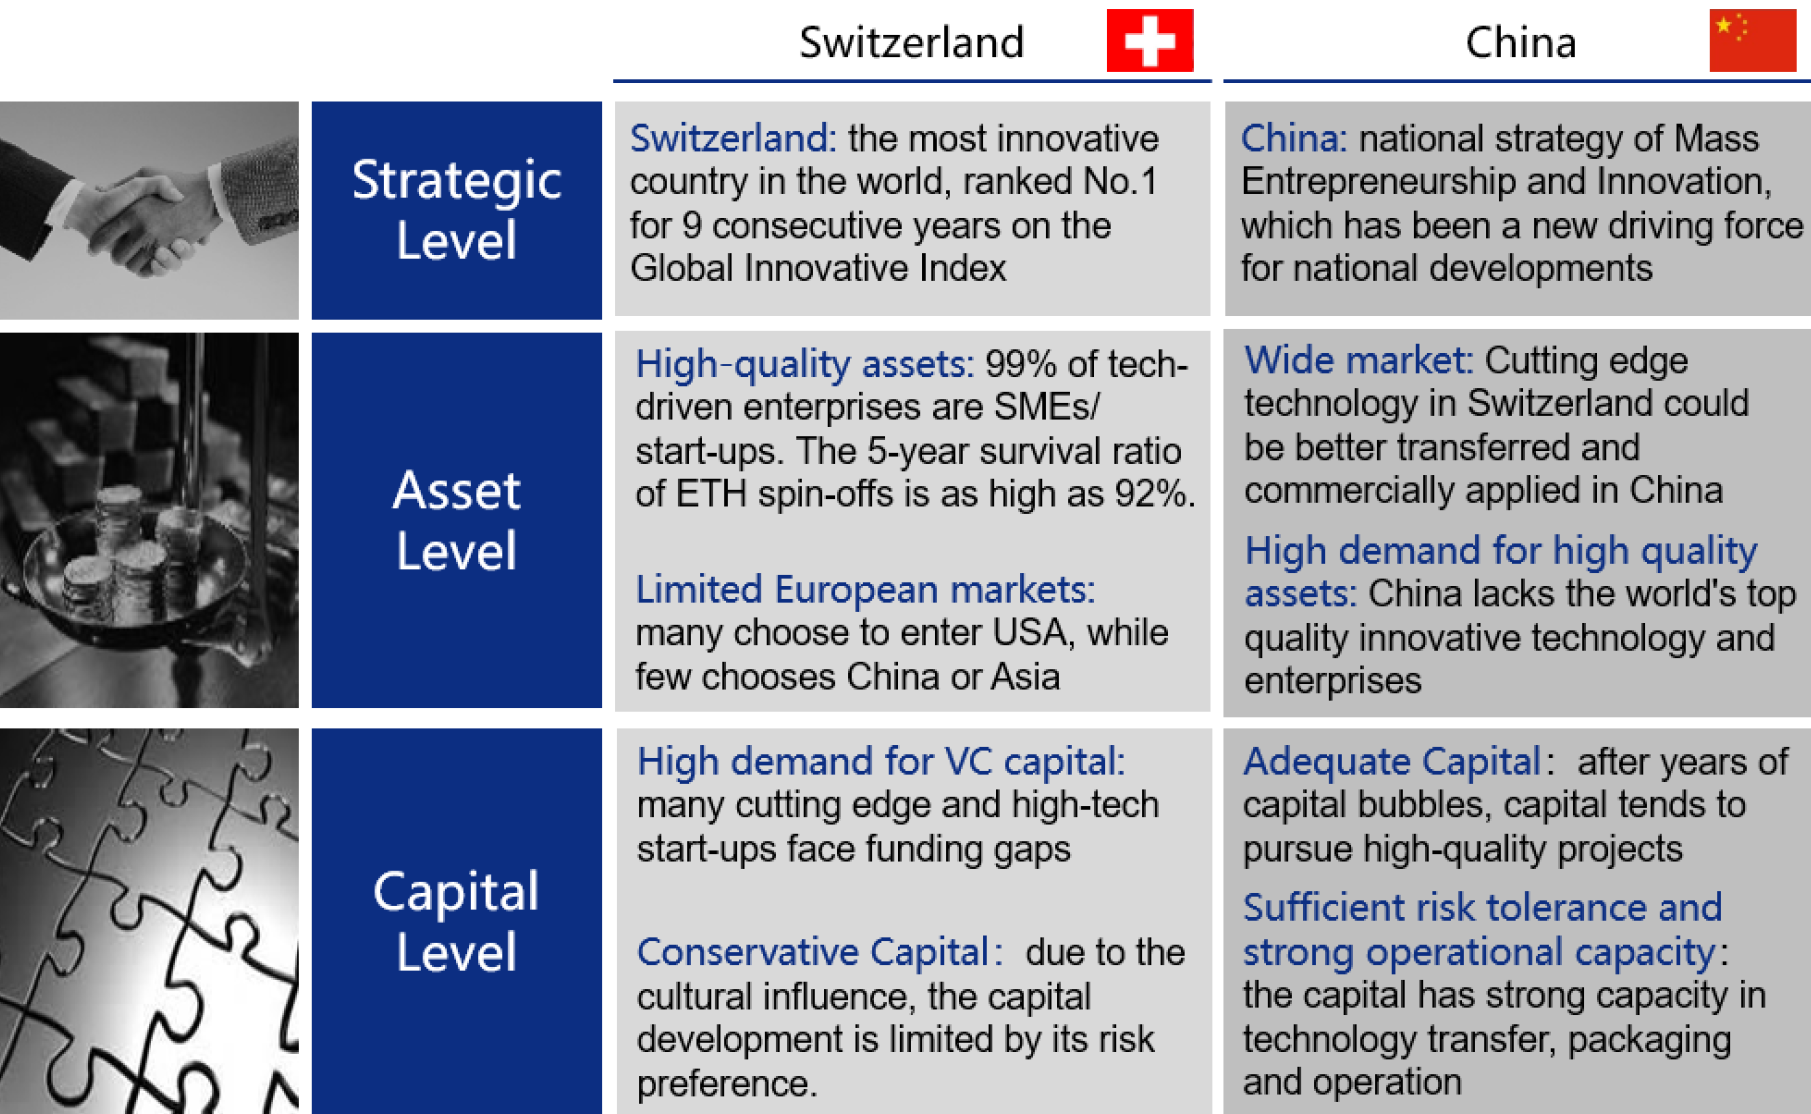 Switzerland
China
Strategic
Level
Switzerland: the most innovative
country in the world, ranked No.1
for 9 consecutive years on the
Global Innovative Index
China: national strategy of Mass
Entrepreneurship and Innovation,
which has been a new driving force
for national developments
Asset
Level
High-quality assets: 99% of tech-
driven enterprises are SMEs/
start-ups. The 5-year survival ratio
of ETH spin-offs is as high as 92%.
Limited European markets:
many choose to enter USA, while
few chooses China or Asia
Wide market: Cutting edge
technology in Switzerland could
be better transferred and
commercially applied in China
High demand for high quality
assets: China lacks the world's top
quality innovative technology and
enterprises
Capital
Level
High demand for VC capital:
many cutting edge and high-tech
start-ups face funding gaps
Conservative Capital: due to the
cultural influence, the capital
development is limited by its risk
preference.
Adequate Capital: after years of
capital bubbles, capital tends to
pursue high-quality projects
Sufficient risk tolerance and
strong operational capacity:
the capital has strong capacity in
technology transfer, packaging
and operation